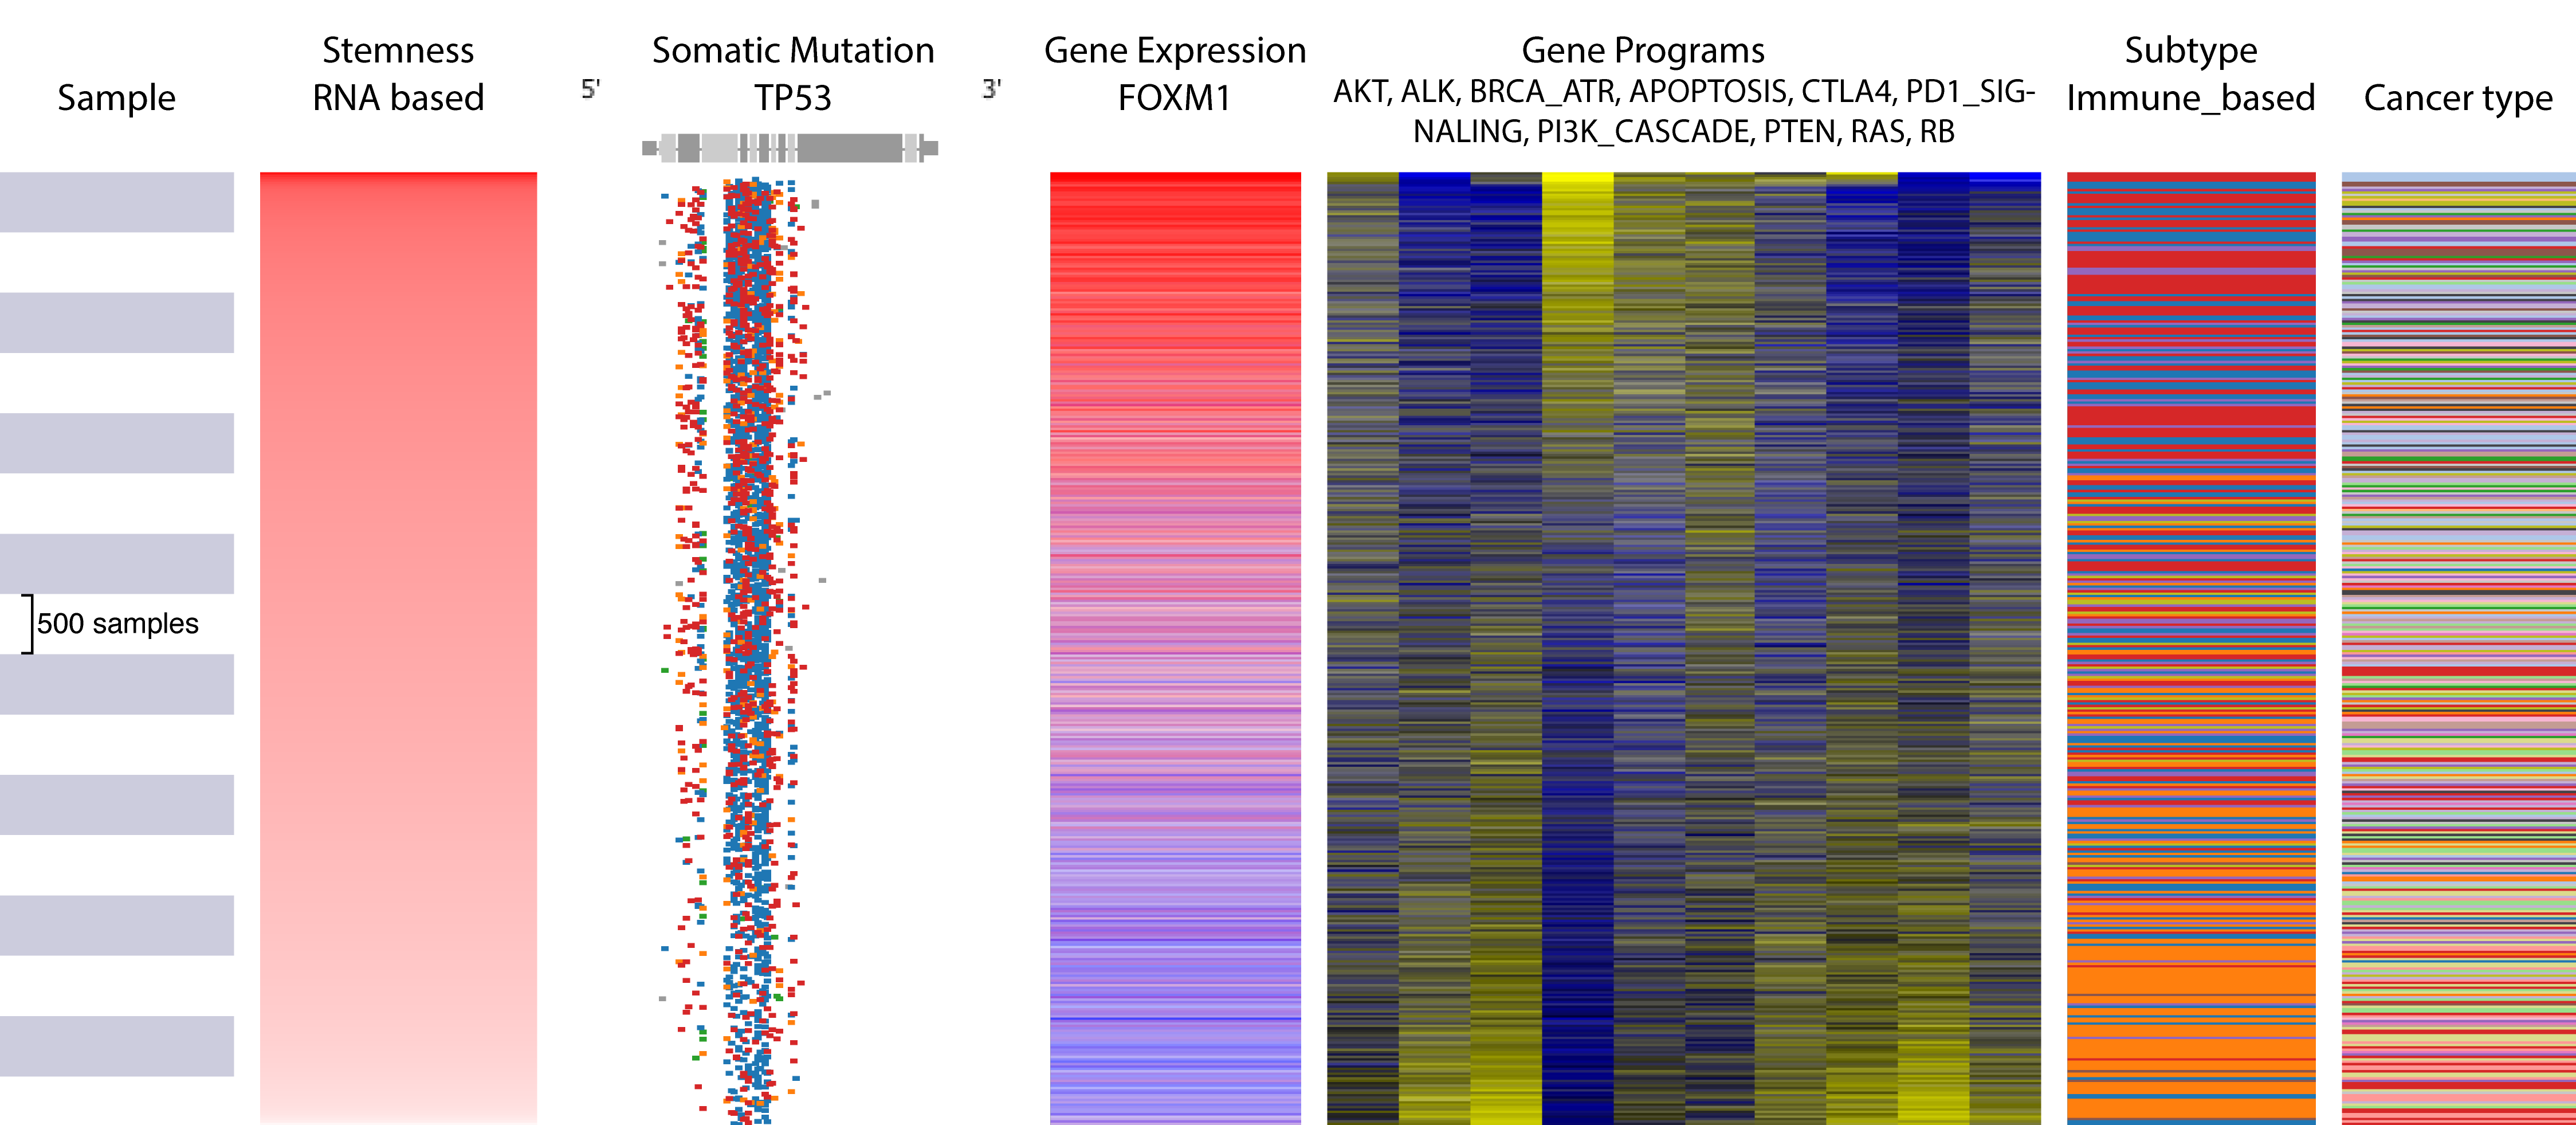 Sample
Stemness
RNA based
5'
Somatic Mutation
TP53
3'
Gene Expression
FOXM1
Gene Programs
AKT, ALK, BRCA_ATR, APOPTOSIS, CTLA4, PD1_SIG-
NALING, PI3K_CASCADE, PTEN, RAS, RB
Subtype
Immune_based
Cancer type
500 samples